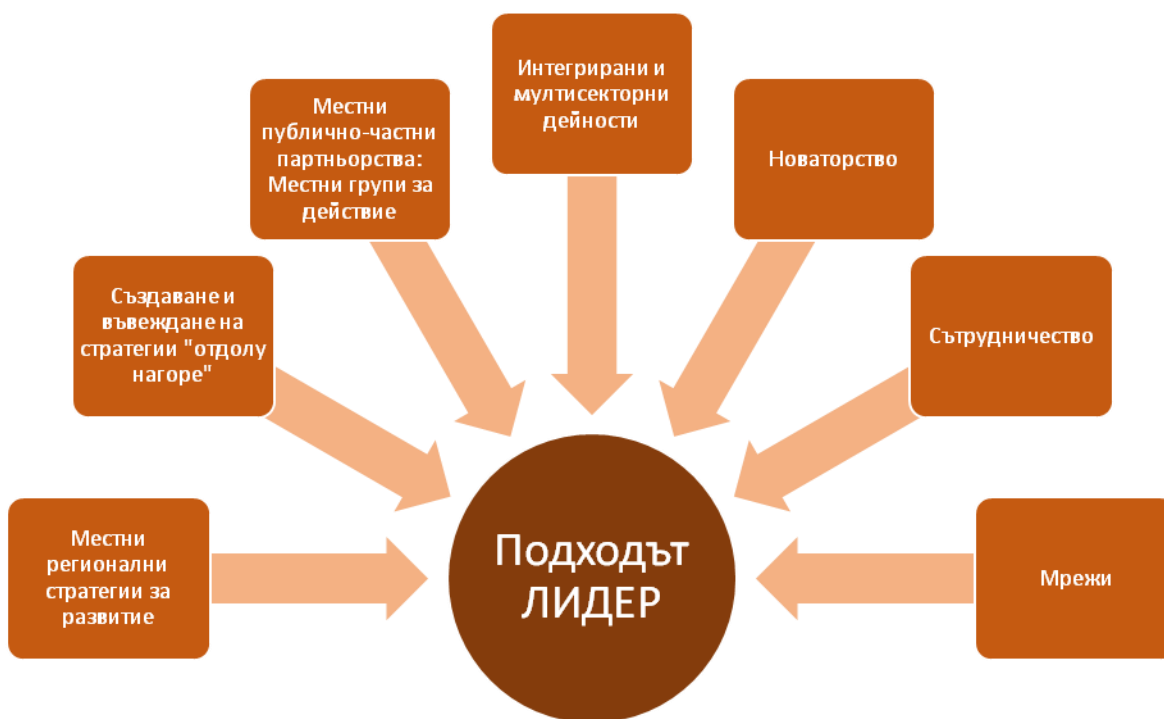 Интегрирани и
мултисекторни
дейности
Местни
публично-частни
партньорства:
Местни групи за
действие
Новаторство
Създаване и
въвеждане на
стратегии "отдолу
нагоре"
Сътрудничество
Местни
регионални
стратегии за
развитие
Подходът
ЛИДЕР
Мрежи